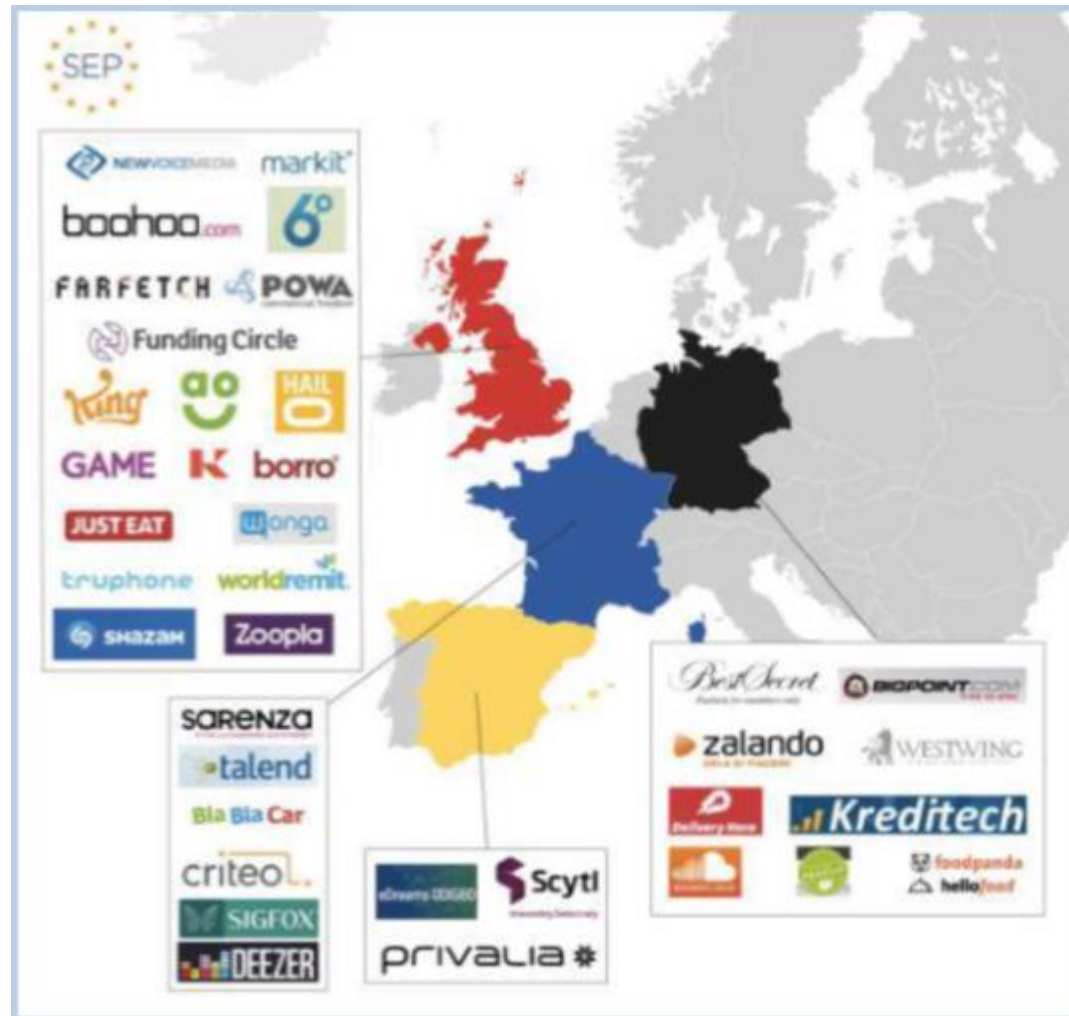 SEP
NEWVOICEMEDIA markit
boohoo.com 6°
FARFETCH POWA
Funding Circle
King ao HAILO
GAME K borro
JUST EAT wonga
truphone worldremit
SHAZAM Zoopla
SARENZA
talend
Bla Bla Car
criteo
SIGFOX
DEEZER
eDreams ODIGEO Scytl
PRIVALIA
BestSecret BIGPOINT.COM
zalando WESTWING
Delivery Hero Kreditech
foodpanda
hellofood